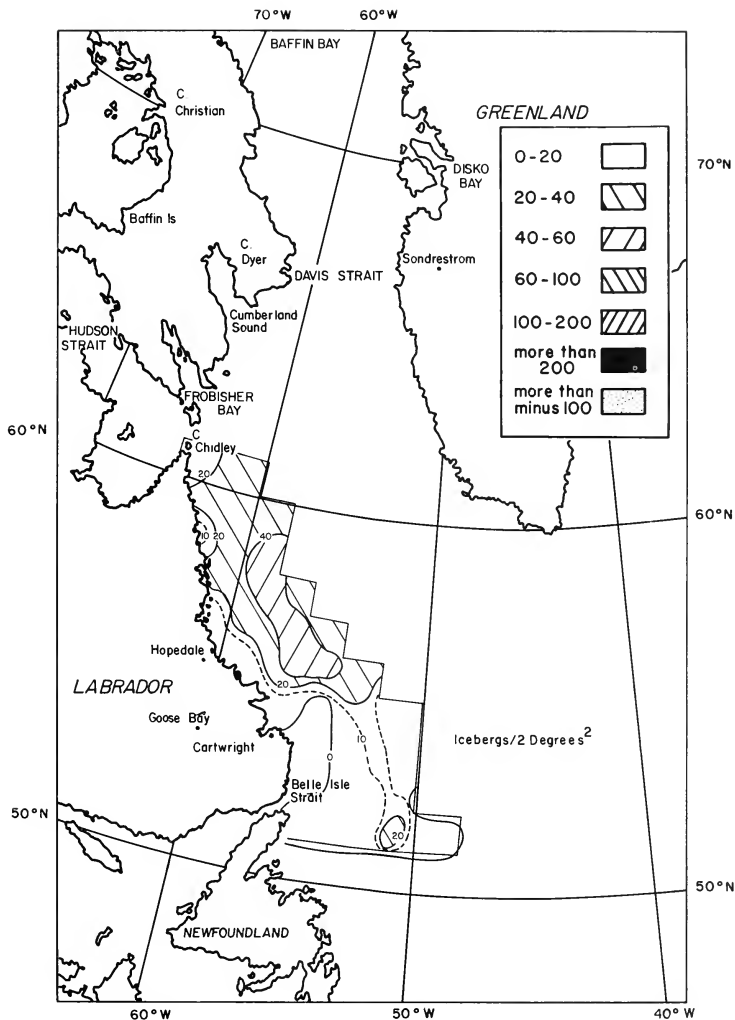 70°W
60°W
BAFFIN BAY
C.
Christian
GREENLAND
DISKO
BAY
70°N
0-20
20-40
40-60
60-100
100-200
more than
200
more than
minus 100
Baffin Is
C.
Dyer
Sondrestrom
DAVIS STRAIT
HUDSON
STRAIT
Cumberland
Sound
FROBISHER
BAY
60°N
C
Chidley
20
60°N
10
20
40
Hopedale
LABRADOR
20
Goose Bay
10
Icebergs/2 Degrees²
Cartwright
0
Belle Isle
Strait
50°N
20
50°N
NEWFOUNDLAND
60°W
50°W
40°W